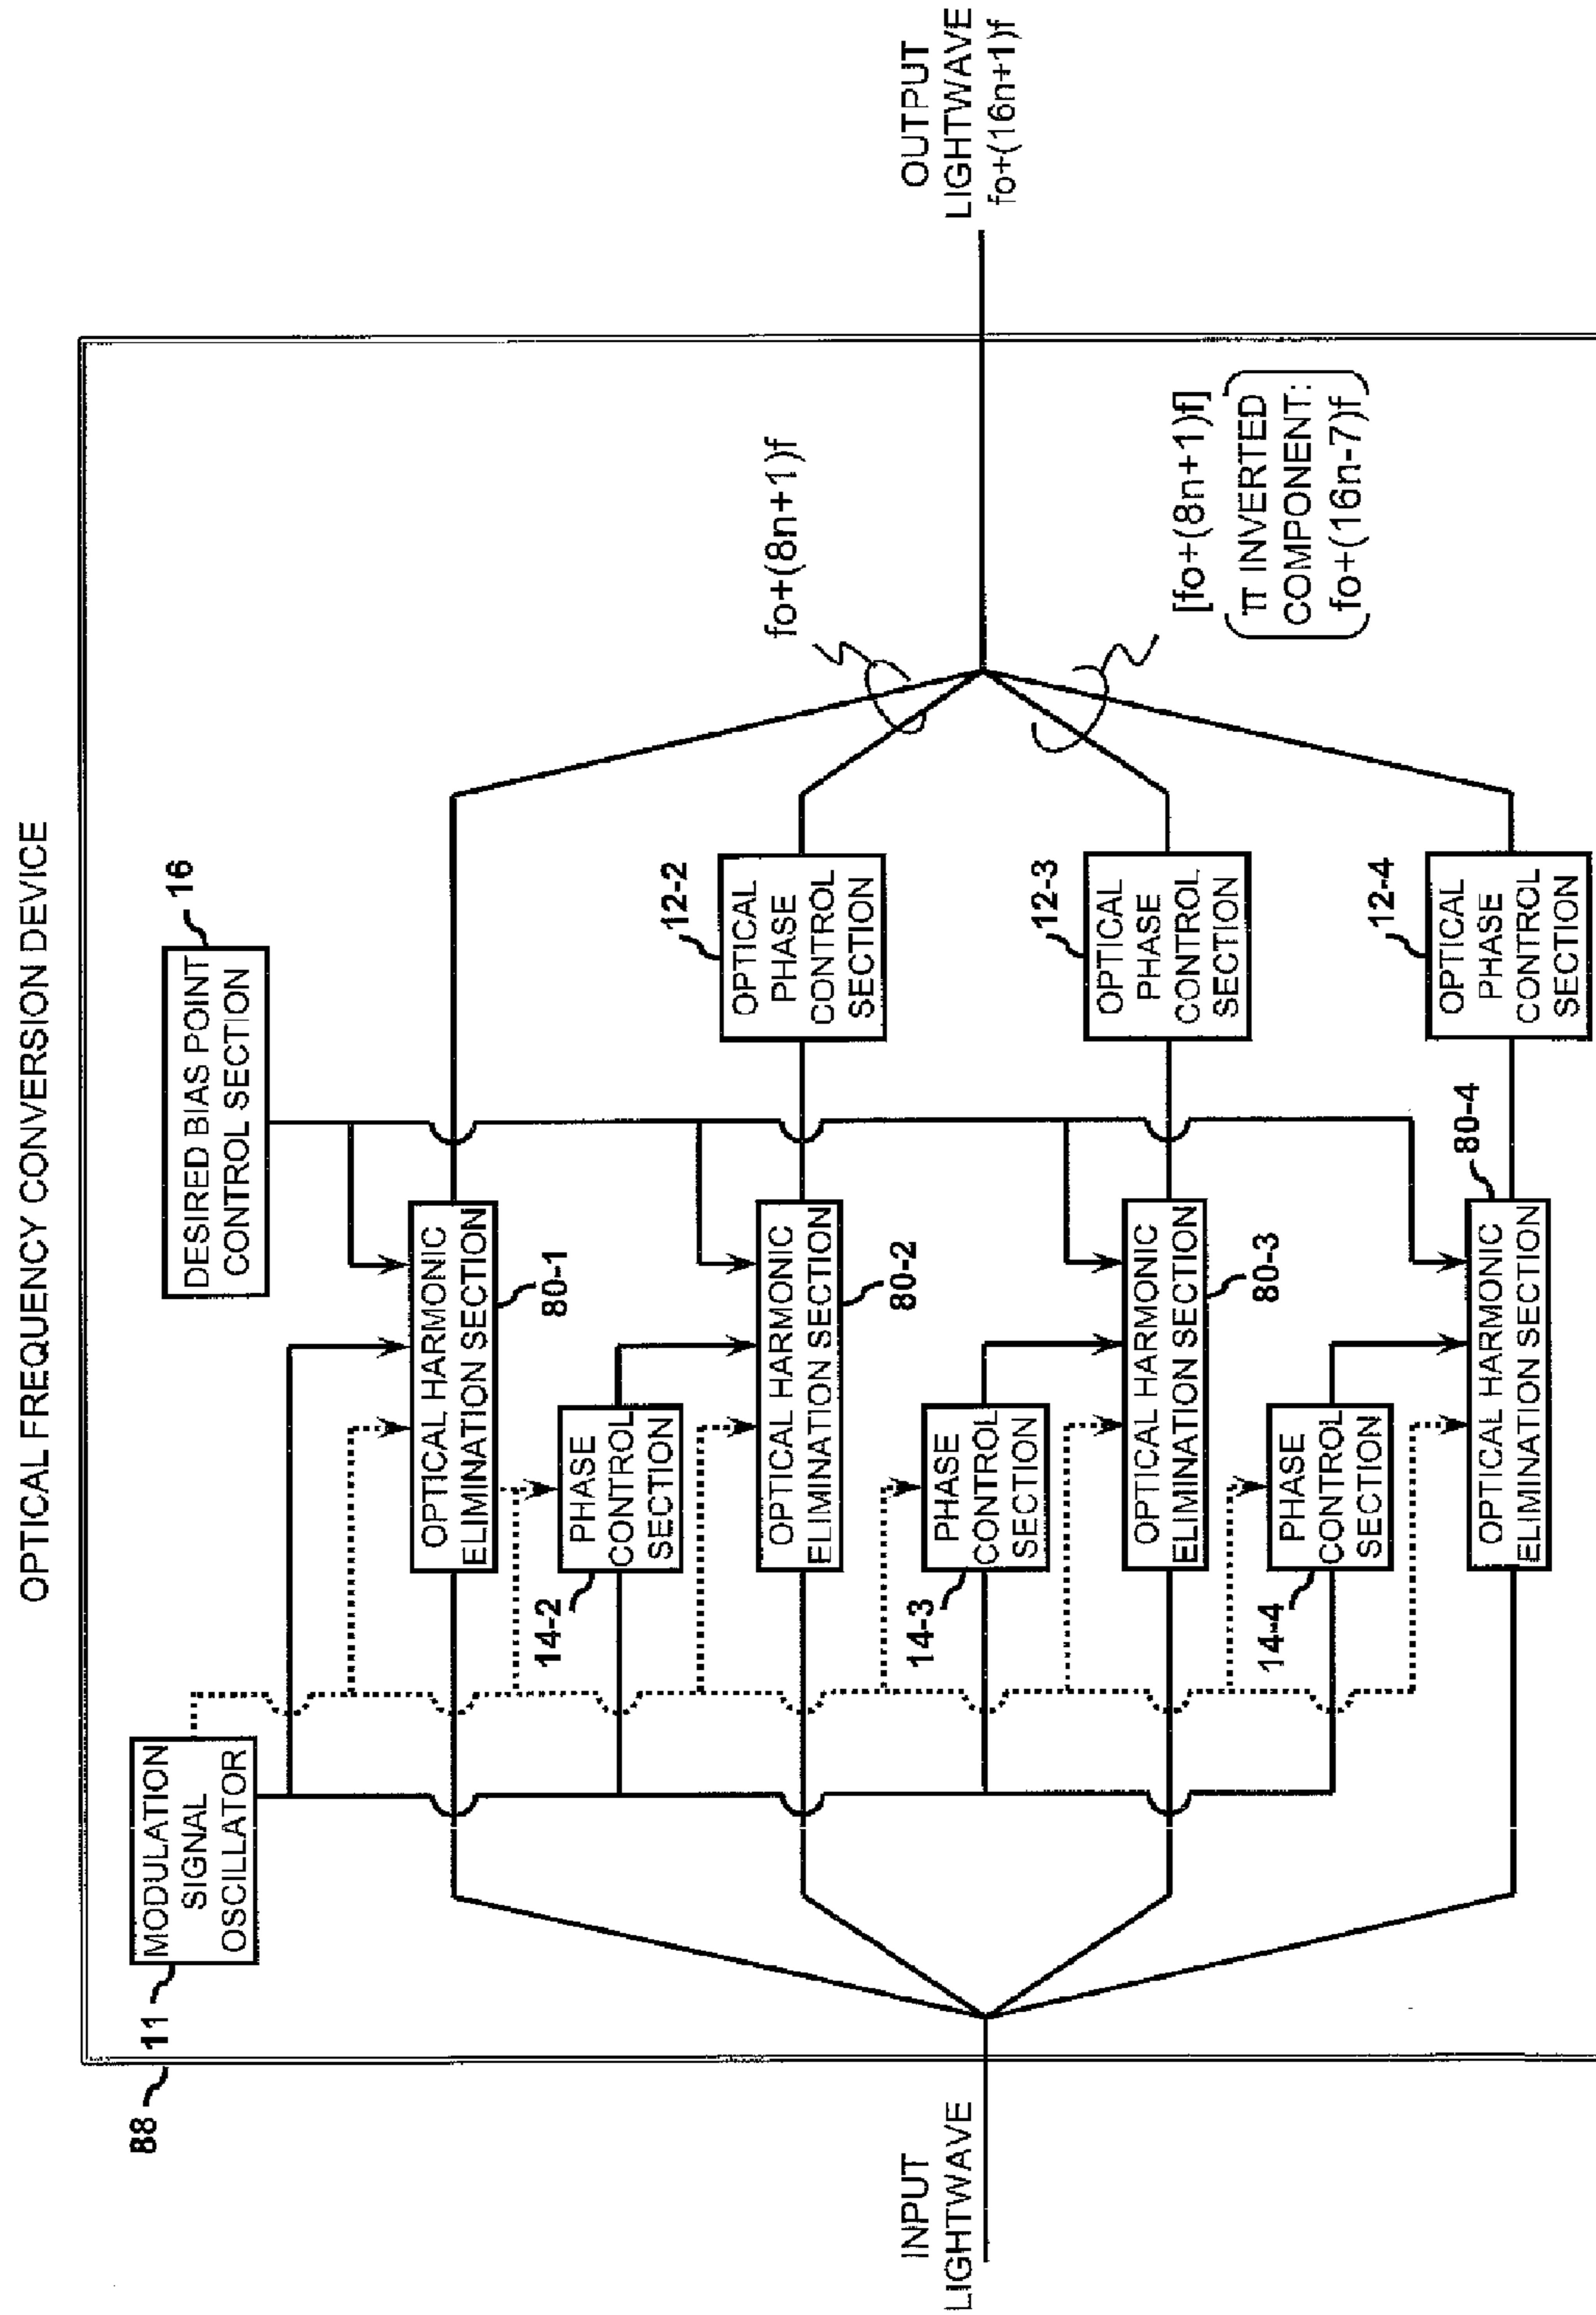 OPTICAL FREQUENCY CONVERSION DEVICE
88
11
MODULATION
SIGNAL
OSCILLATOR
DESIRED BIAS POINT
CONTROL SECTION
16
OPTICAL HARMONIC
ELIMINATION SECTION
80-1
14-2
PHASE
CONTROL
SECTION
OPTICAL HARMONIC
ELIMINATION SECTION
80-2
12-2
OPTICAL
PHASE
CONTROL
SECTION
fo+(8n+1)f
INPUT
LIGHTWAVE
OUTPUT
LIGHTWAVE
fo+(16n+1)f
14-3
PHASE
CONTROL
SECTION
OPTICAL HARMONIC
ELIMINATION SECTION
80-3
12-3
OPTICAL
PHASE
CONTROL
SECTION
[fo+(8n+1)f]
π INVERTED
COMPONENT:
fo+(16n-7)f
14-4
PHASE
CONTROL
SECTION
OPTICAL HARMONIC
ELIMINATION SECTION
80-4
12-4
OPTICAL
PHASE
CONTROL
SECTION